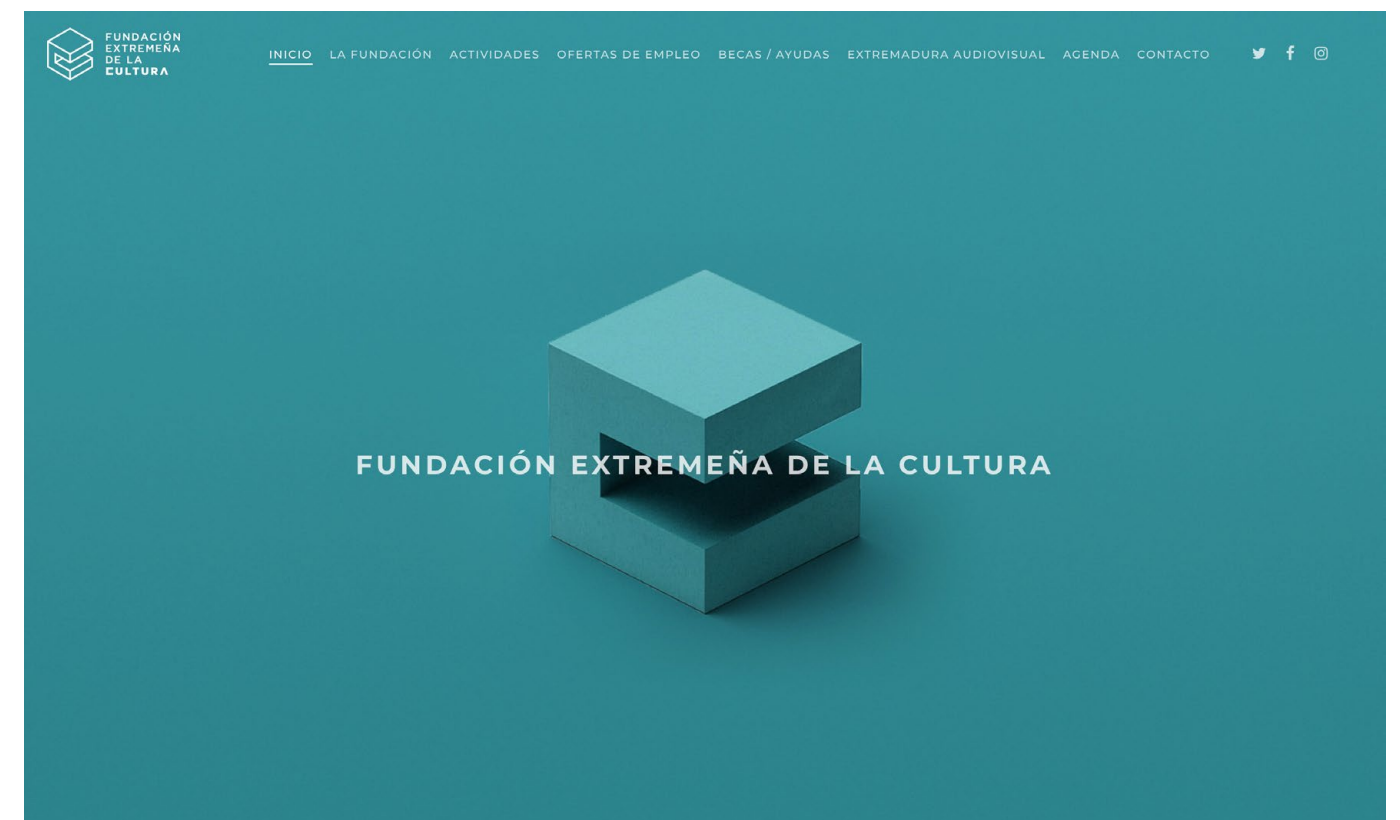 FUNDACIÓN
EXTREMEÑA
DE LA
CULTURA
INICIO LA FUNDACIÓN ACTIVIDADES OFERTAS DE EMPLEO BECAS / AYUDAS EXTREMADURA AUDIOVISUAL AGENDA CONTACTO
FUNDACIÓN EXTREMEÑA DE LA CULTURA